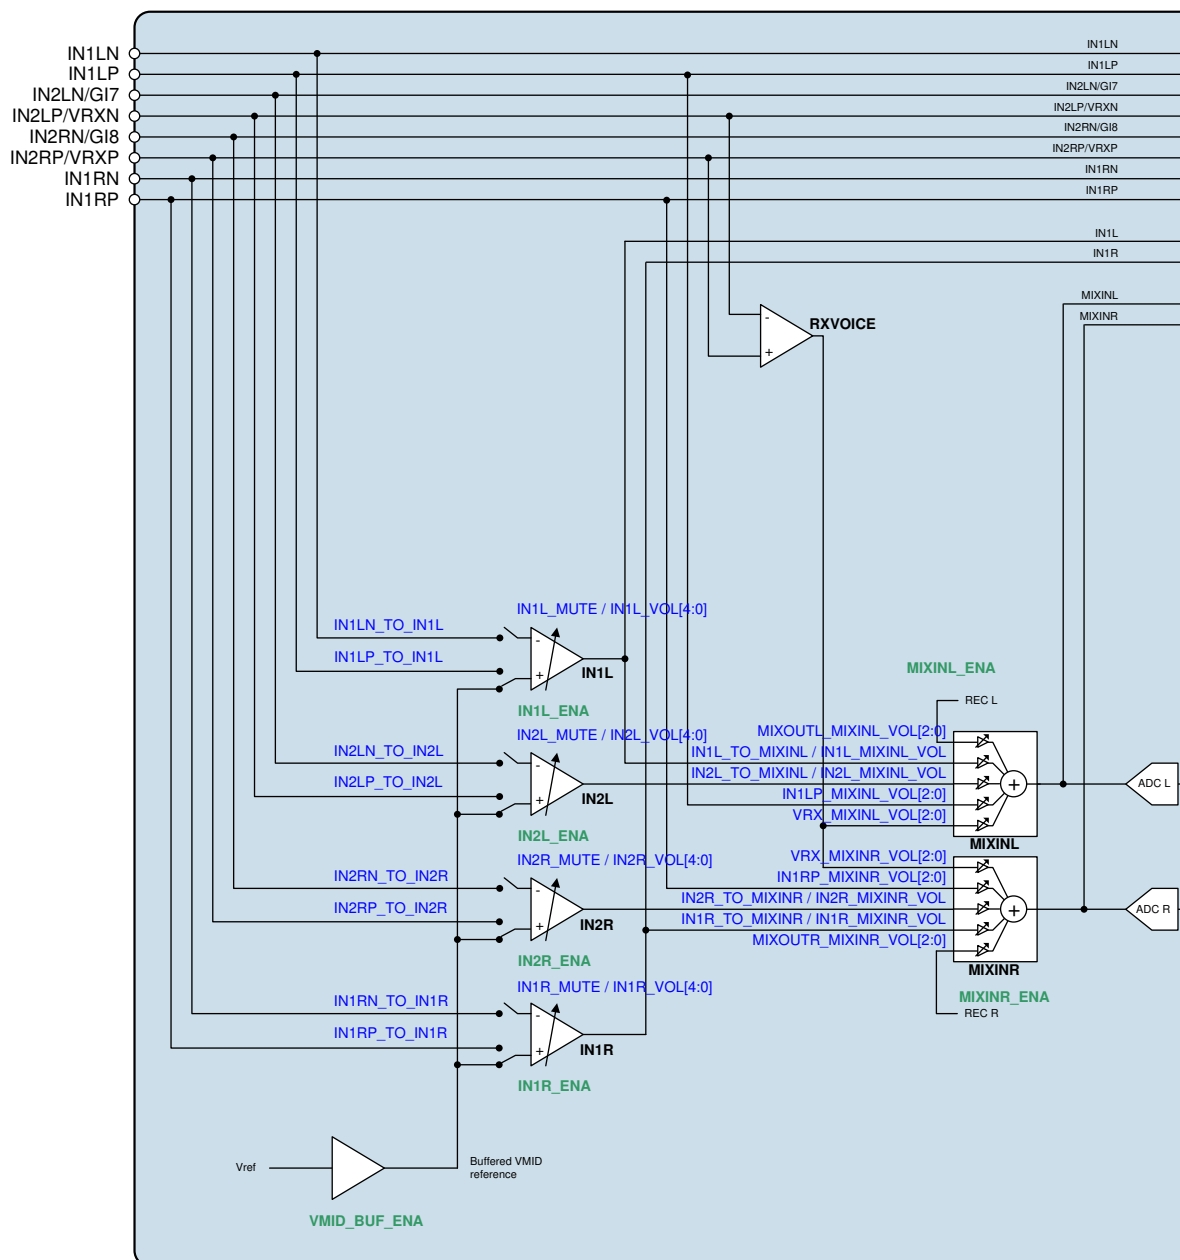 IN1LN
IN1LP
IN2LN/GI7
IN2LP/VRXN
IN2RN/GI8
IN2RP/VRXP
IN1RN
IN1RP
IN1LN
IN1LP
IN2LN/GI7
IN2LP/VRXN
IN2RN/GI8
IN2RP/VRXP
IN1RN
IN1RP
IN1L
IN1R
MIXINL
MIXINR
-
+
RXVOICE
IN1L_MUTE / IN1L_VOL[4:0]
IN1LN_TO_IN1L
IN1LP_TO_IN1L
-
+
IN1L
IN1L_ENA
IN2L_MUTE / IN2L_VOL[4:0]
IN2LN_TO_IN2L
IN2LP_TO_IN2L
-
+
IN2L
IN2L_ENA
IN2R_MUTE / IN2R_VOL[4:0]
IN2RN_TO_IN2R
IN2RP_TO_IN2R
-
+
IN2R
IN2R_ENA
IN1R_MUTE / IN1R_VOL[4:0]
IN1RN_TO_IN1R
IN1RP_TO_IN1R
-
+
IN1R
IN1R_ENA
MIXINL_ENA
REC L
MIXOUTL_MIXINL_VOL[2:0]
IN1L_TO_MIXINL / IN1L_MIXINL_VOL
IN2L_TO_MIXINL / IN2L_MIXINL_VOL
IN1LP_MIXINL_VOL[2:0]
VRX_MIXINL_VOL[2:0]
+
MIXINL
ADC L
VRX_MIXINR_VOL[2:0]
IN1RP_MIXINR_VOL[2:0]
IN2R_TO_MIXINR / IN2R_MIXINR_VOL
IN1R_TO_MIXINR / IN1R_MIXINR_VOL
MIXOUTR_MIXINR_VOL[2:0]
+
MIXINR
ADC R
MIXINR_ENA
REC R
Vref
Buffered VMID
reference
VMID_BUF_ENA